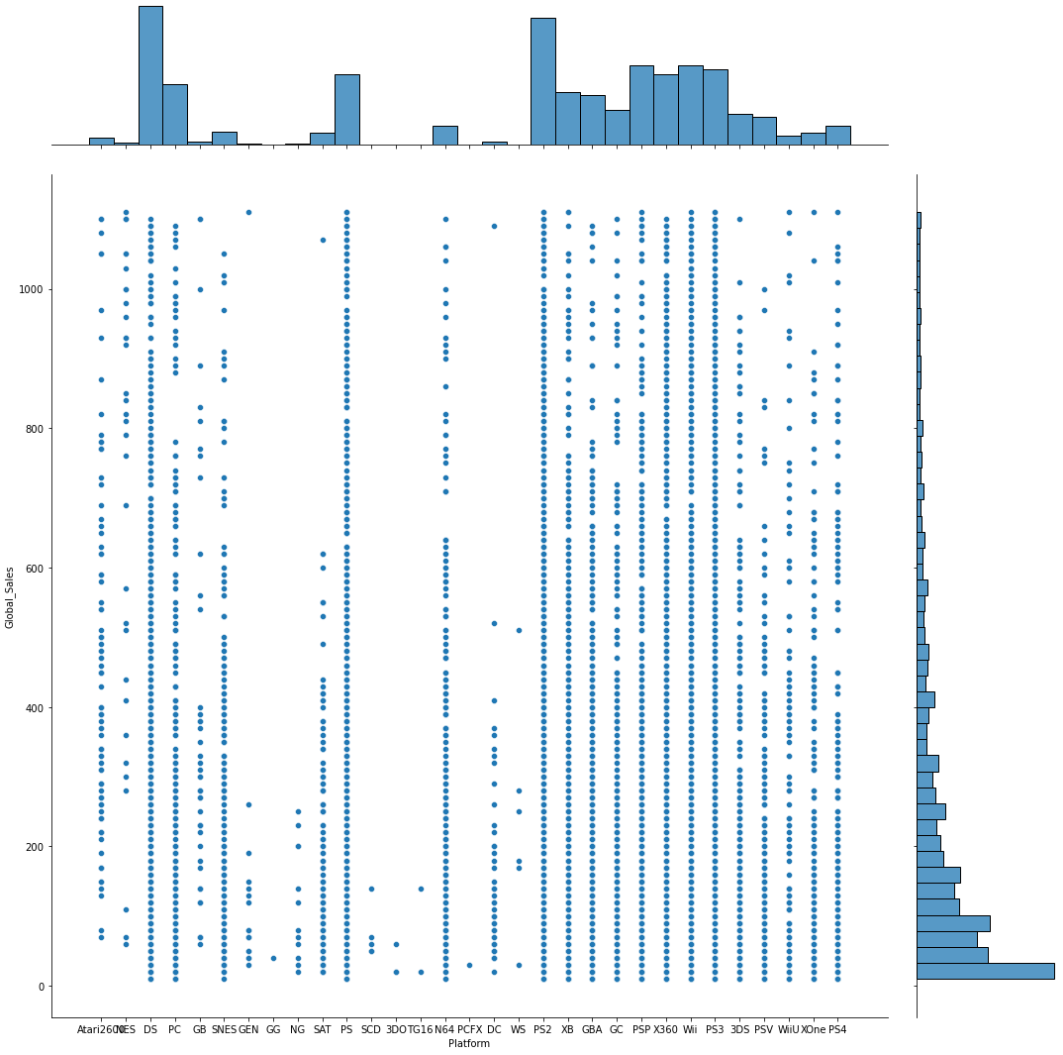 1000
800
600
400
200
0
Global_Sales
Atari2600 NES DS PC GB SNES GEN GG NG SAT PS SCD 3DO TG16 N64 PCFX DC WS PS2 XB GBA GC PSP X360 Wii PS3 3DS PSV WiiU XOne PS4
Platform